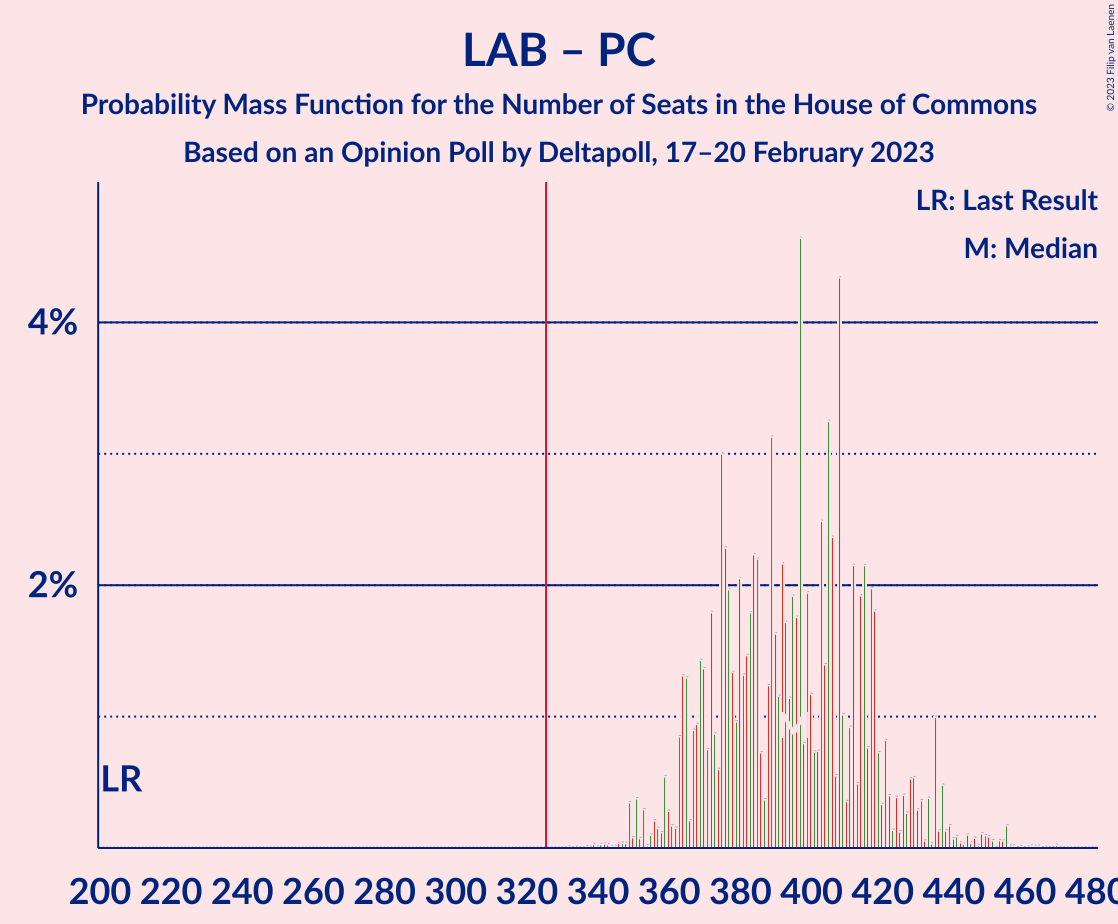 LAB – PC
Probability Mass Function for the Number of Seats in the House of Commons
Based on an Opinion Poll by Deltapoll, 17–20 February 2023
© 2023 Filip van Laenen
LR: Last Result
M: Median
4%
2%
LR
200 220 240 260 280 300 320 340 360 380 400 420 440 460 480